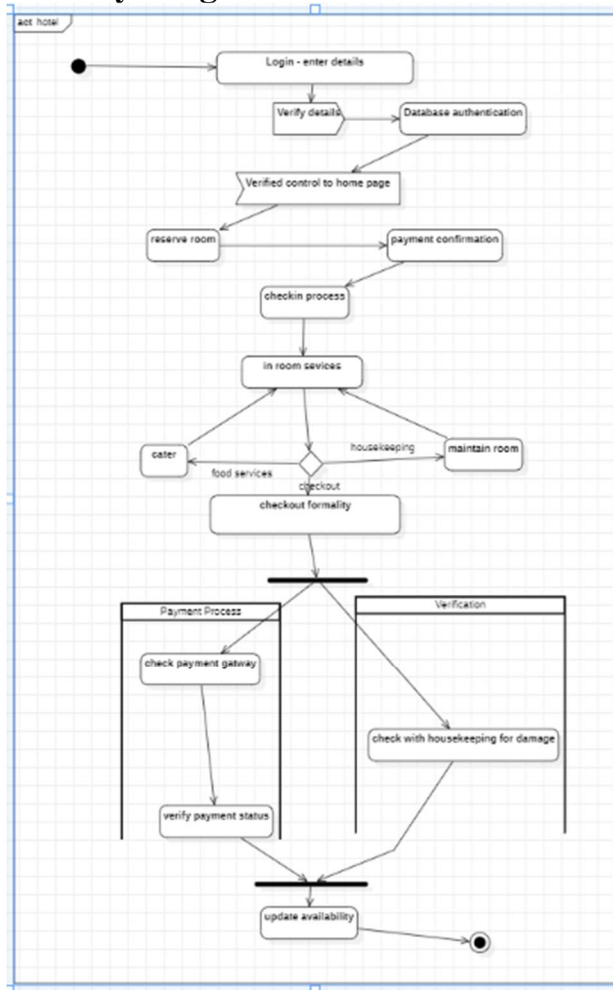 act hotel
Login - enter details
Verify details
Database authentication
Verified control to home page
reserve room
payment confirmation
checkin process
in room sevices
housekeeping
maintain room
cater
food services
checkout
checkout formality
Payment Process
Verification
check payment gatway
check with housekeeping for damage
verify payment status
update availability